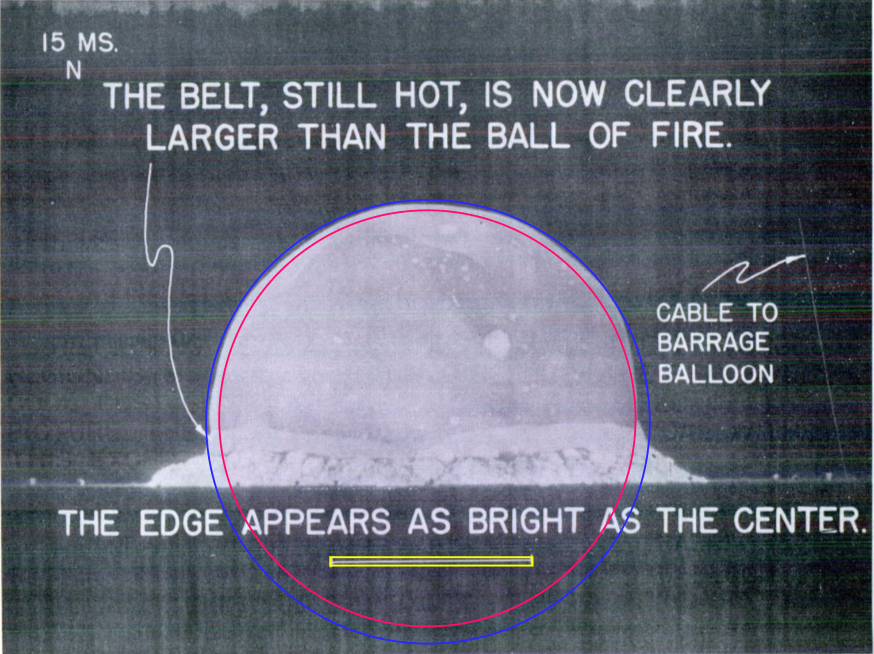 15 MS.
N
THE BELT, STILL HOT, IS NOW CLEARLY
LARGER THAN THE BALL OF FIRE.
CABLE TO
BARRAGE
BALLOON
THE EDGE APPEARS AS BRIGHT AS THE CENTER.